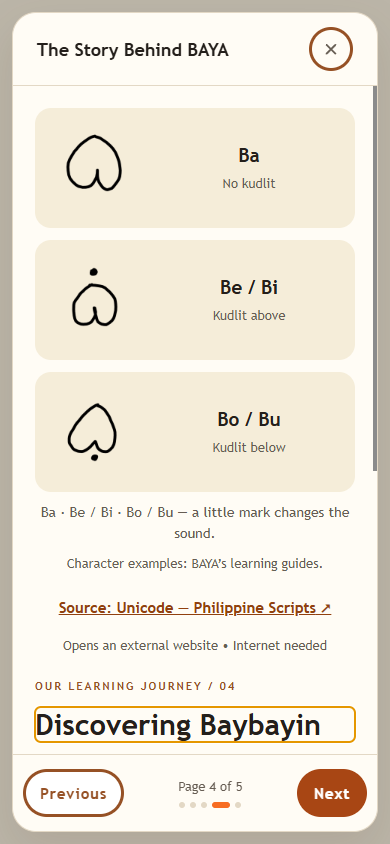 The Story Behind BAYA
✕
ᜊ
Ba
No kudlit
ᜊᜒ
Be / Bi
Kudlit above
ᜊᜓ
Bo / Bu
Kudlit below
Ba · Be / Bi · Bo / Bu — a little mark changes the
sound.
Character examples: BAYA’s learning guides.
Source: Unicode — Philippine Scripts ↗
Opens an external website • Internet needed
OUR LEARNING JOURNEY / 04
Discovering Baybayin
Previous
Page 4 of 5
Next